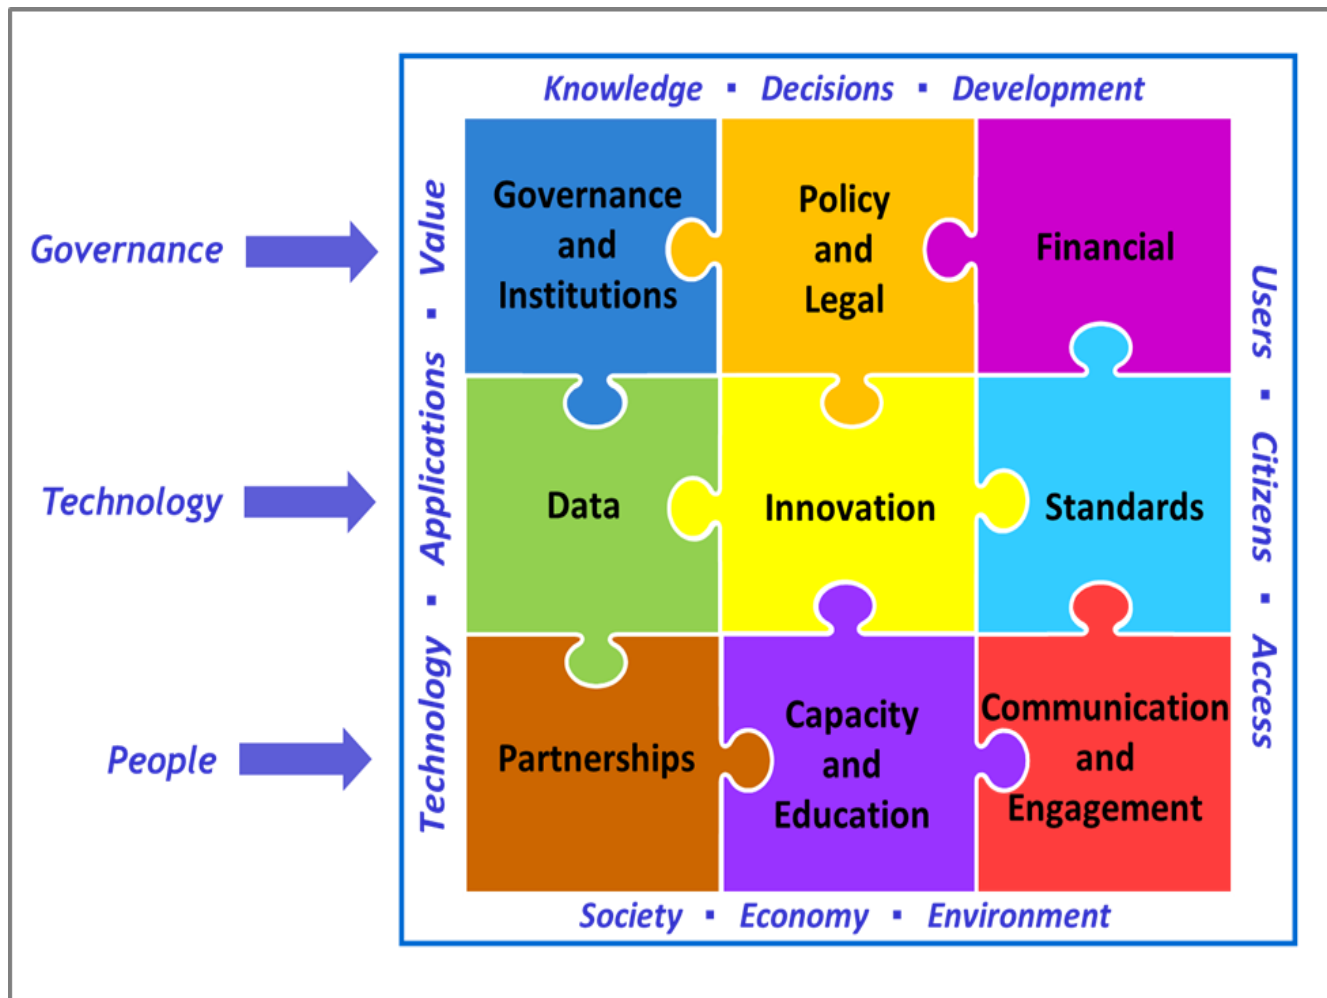 Knowledge ▪ Decisions ▪ Development
Governance
Technology
People
Technology ▪ Applications ▪ Value
Governance
and
Institutions
Policy
and
Legal
Financial
Data
Innovation
Standards
Partnerships
Capacity
and
Education
Communication
and
Engagement
Users ▪ Citizens ▪ Access
Society ▪ Economy ▪ Environment